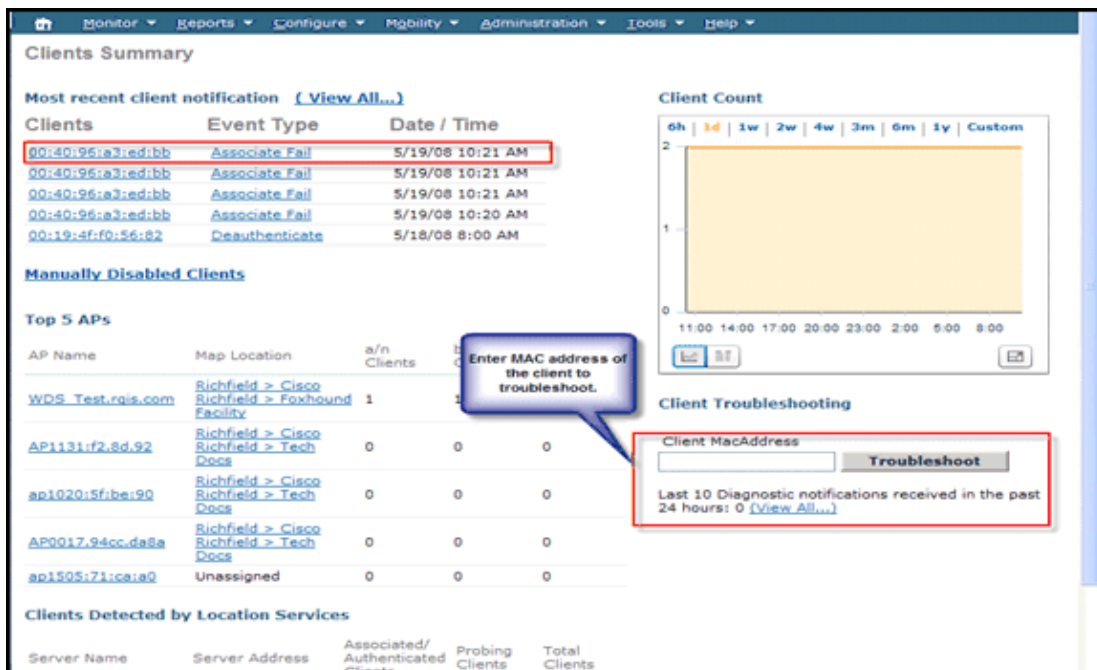 Monitor Reports Configure Mobility Administration Tools Help
Clients Summary
Most recent client notification ( View All...)
Clients Event Type Date / Time
00:40:96:a3:ed:bb Associate Fail 5/19/08 10:21 AM
00:40:96:a3:ed:bb Associate Fail 5/19/08 10:21 AM
00:40:96:a3:ed:bb Associate Fail 5/19/08 10:21 AM
00:40:96:a3:ed:bb Associate Fail 5/19/08 10:20 AM
00:19:4f:f0:56:82 Deauthenticate 5/18/08 8:00 AM
Manually Disabled Clients
Top 5 APs
AP Name Map Location a/n
Clients
WDS_Test.rgis.com Richfield > Cisco
Richfield > Foxhound
Facility 1 1
AP1131:f2.8d.92 Richfield > Cisco
Richfield > Tech
Docs 0 0 0
ap1020:5f:be:90 Richfield > Cisco
Richfield > Tech
Docs 0 0 0
AP0017.94cc.da8a Richfield > Cisco
Richfield > Tech
Docs 0 0 0
ap1505:71:ca:a0 Unassigned 0 0 0
Clients Detected by Location Services
Server Name Server Address Associated/
Authenticated
Clients Probing
Clients Total
Clients
Client Count
6h | 1d | 1w | 2w | 4w | 3m | 6m | 1y | Custom
2
1
0
11:00 14:00 17:00 20:00 23:00 2:00 5:00 8:00
Enter MAC address of
the client to
troubleshoot.
Client Troubleshooting
Client MacAddress
Troubleshoot
Last 10 Diagnostic notifications received in the past
24 hours: 0 (View All...)